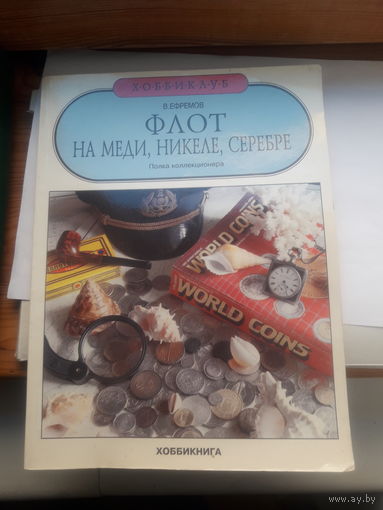 ХОББИКЛУБ
В.ЕФРЕМОВ
ФЛОТ
НА МЕДИ, НИКЕЛЕ, СЕРЕБРЕ
Полка коллекционера
WORLD COINS
WORLD COINS
ХОББИКНИГА
www.ay.by